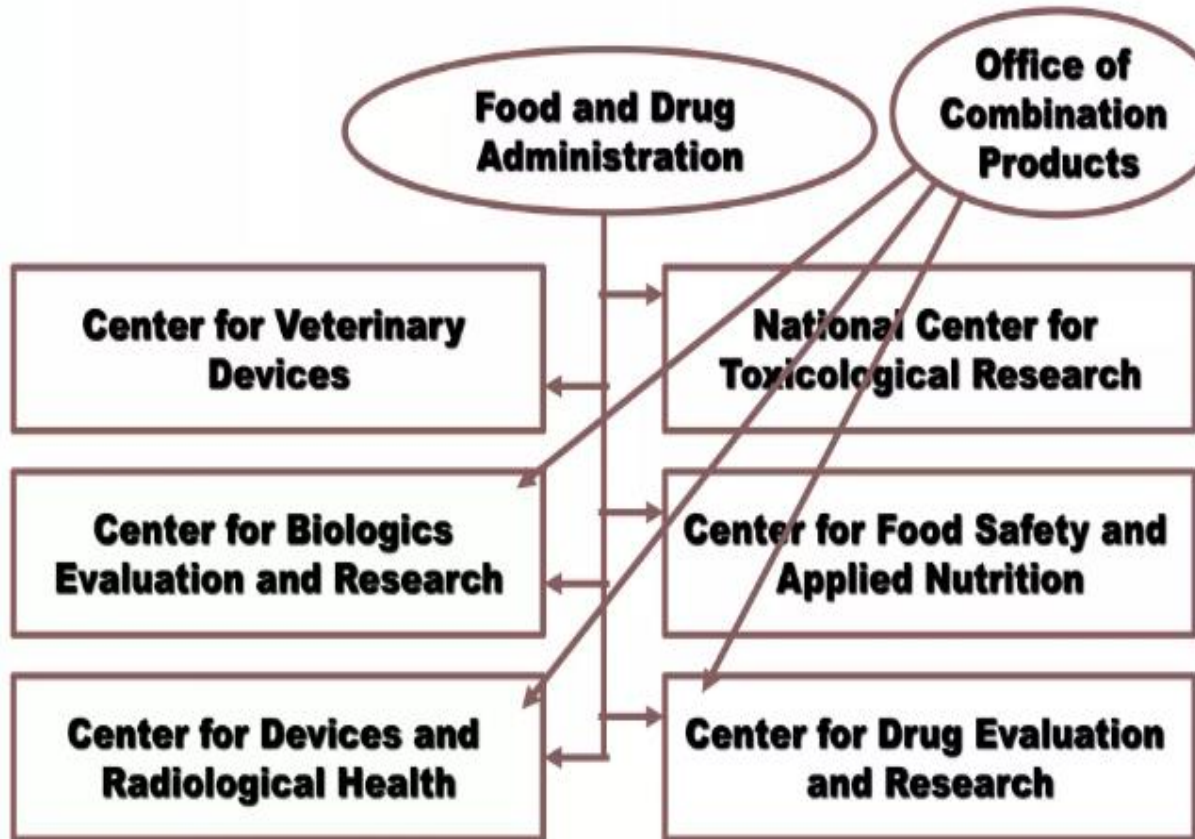 Food and Drug
Administration
Office of
Combination
Products
Center for Veterinary
Devices
National Center for
Toxicological Research
Center for Biologics
Evaluation and Research
Center for Food Safety and
Applied Nutrition
Center for Devices and
Radiological Health
Center for Drug Evaluation
and Research